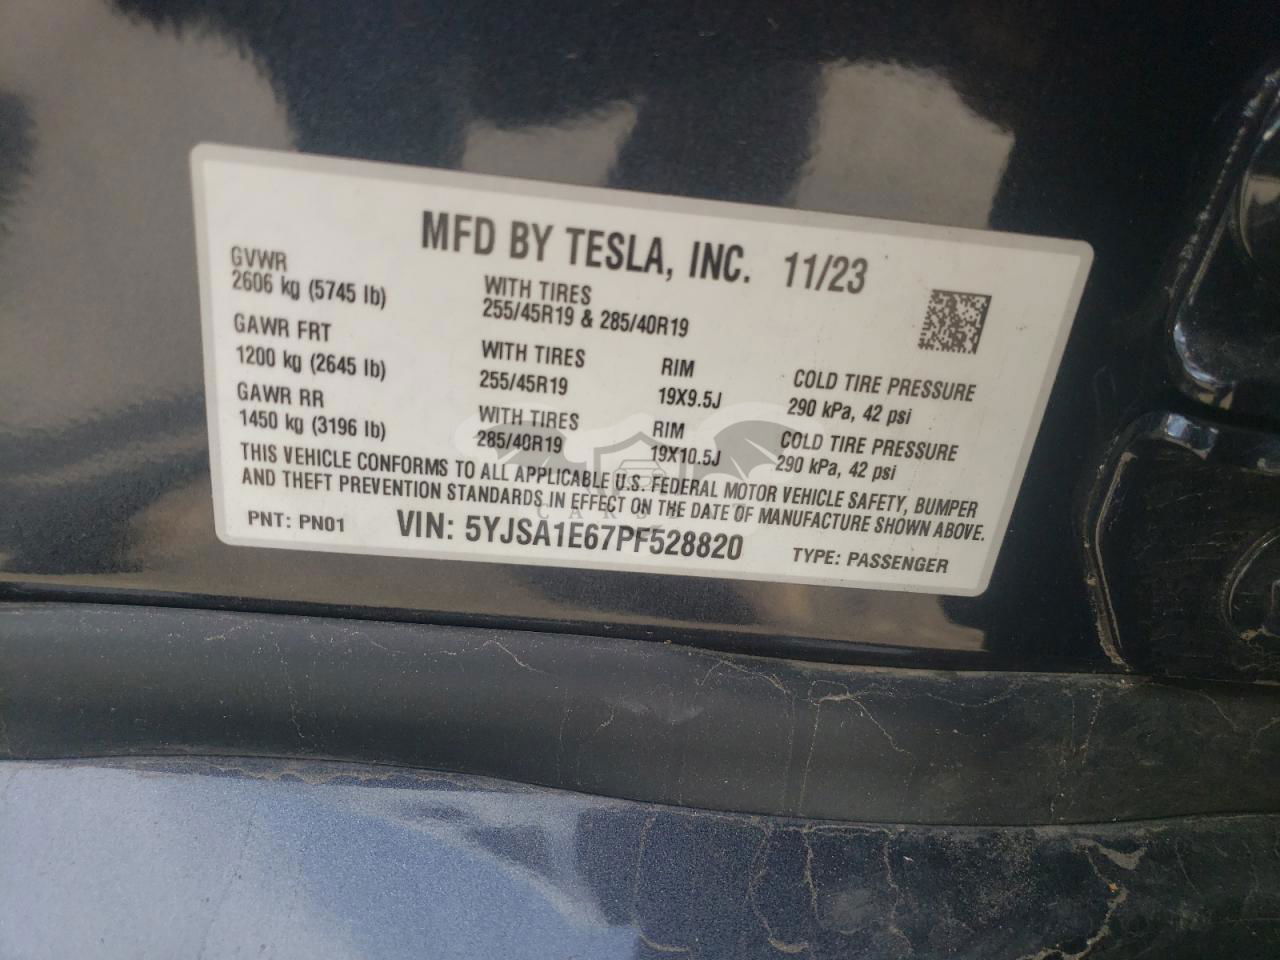 MFD BY TESLA, INC. 11/23
GVWR
2606 kg (5745 lb)
WITH TIRES
255/45R19 & 285/40R19
GAWR FRT
1200 kg (2645 lb)
WITH TIRES
255/45R19
RIM
19X9.5J
COLD TIRE PRESSURE
290 kPa, 42 psi
GAWR RR
1450 kg (3196 lb)
WITH TIRES
285/40R19
RIM
19X10.5J
COLD TIRE PRESSURE
290 kPa, 42 psi
THIS VEHICLE CONFORMS TO ALL APPLICABLE U.S. FEDERAL MOTOR VEHICLE SAFETY, BUMPER
AND THEFT PREVENTION STANDARDS IN EFFECT ON THE DATE OF MANUFACTURE SHOWN ABOVE.
PNT: PN01 VIN: 5YJSA1E67PF528820 TYPE: PASSENGER